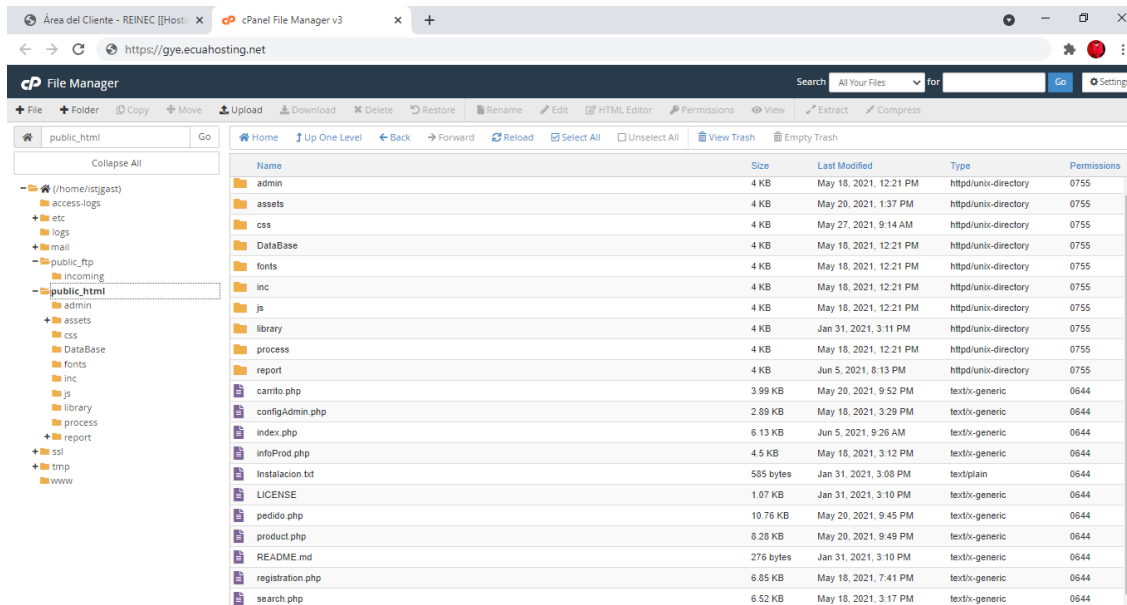 Área del Cliente - REINEC [[Hosti
cPanel File Manager v3
https://gye.ecuahosting.net
cP File Manager
Search All Your Files for Go Settings
File Folder Copy Move Upload Download Delete Restore Rename Edit HTML Editor Permissions View Extract Compress
public_html Go
Home Up One Level Back Forward Reload Select All Unselect All View Trash Empty Trash
Collapse All
(/home/istjgast)
access-logs
etc
logs
mail
public_ftp
incoming
public_html
admin
assets
css
DataBase
fonts
inc
js
library
process
report
ssl
tmp
www
Name Size Last Modified Type Permissions
admin 4 KB May 18, 2021, 12:21 PM httpd/unix-directory 0755
assets 4 KB May 20, 2021, 1:37 PM httpd/unix-directory 0755
css 4 KB May 27, 2021, 9:14 AM httpd/unix-directory 0755
DataBase 4 KB May 18, 2021, 12:21 PM httpd/unix-directory 0755
fonts 4 KB May 18, 2021, 12:21 PM httpd/unix-directory 0755
inc 4 KB May 18, 2021, 12:21 PM httpd/unix-directory 0755
js 4 KB May 18, 2021, 12:21 PM httpd/unix-directory 0755
library 4 KB Jan 31, 2021, 3:11 PM httpd/unix-directory 0755
process 4 KB May 18, 2021, 12:21 PM httpd/unix-directory 0755
report 4 KB Jun 5, 2021, 8:13 PM httpd/unix-directory 0755
carrito.php 3.99 KB May 20, 2021, 9:52 PM text/x-generic 0644
configAdmin.php 2.89 KB May 18, 2021, 3:29 PM text/x-generic 0644
index.php 6.13 KB Jun 5, 2021, 9:26 AM text/x-generic 0644
infoProd.php 4.5 KB May 18, 2021, 3:12 PM text/x-generic 0644
Instalacion.txt 585 bytes Jan 31, 2021, 3:08 PM text/plain 0644
LICENSE 1.07 KB Jan 31, 2021, 3:10 PM text/x-generic 0644
pedido.php 10.76 KB May 20, 2021, 9:45 PM text/x-generic 0644
product.php 8.28 KB May 20, 2021, 9:49 PM text/x-generic 0644
README.md 276 bytes Jan 31, 2021, 3:10 PM text/x-generic 0644
registration.php 6.85 KB May 18, 2021, 7:41 PM text/x-generic 0644
search.php 6.52 KB May 18, 2021, 3:17 PM text/x-generic 0644